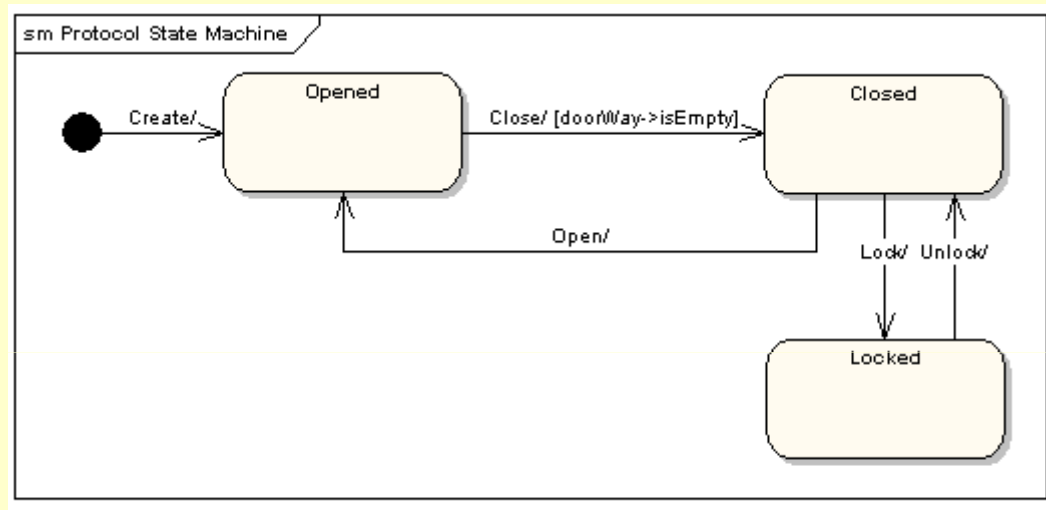 sm Protocol State Machine
Opened
Closed
Create/
Close/ [doorWay->isEmpty]
Open/
Lock/
Unlock/
Locked